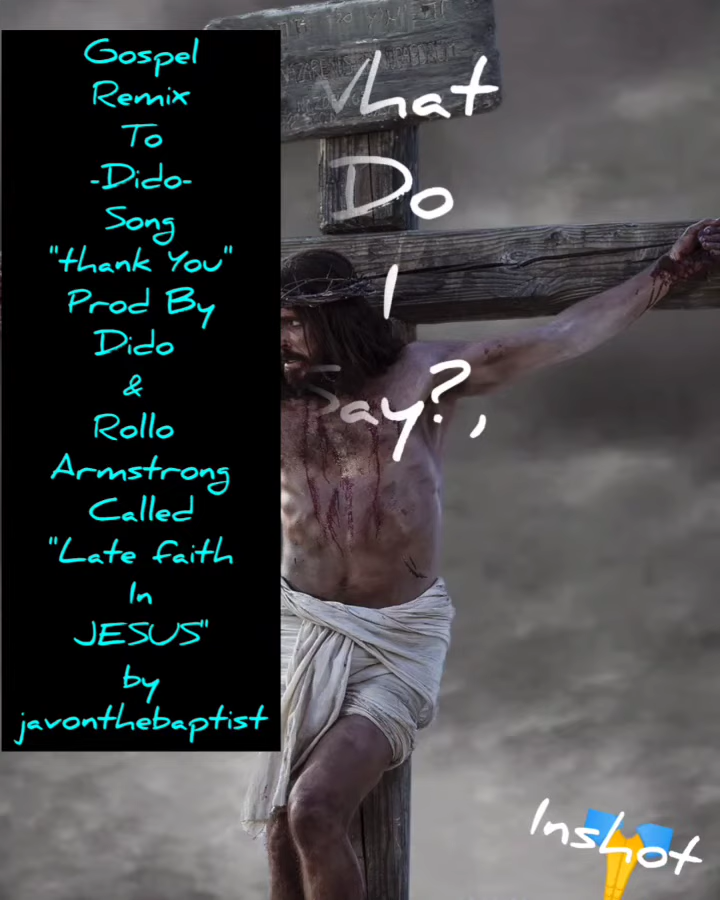 Gospel
Remix
To
-Dido-
Song
"thank You"
Prod By
Dido
&
Rollo
Armstrong
Called
"Late faith
In
JESUS"
by
javonthebaptist
What
Do
I
Say?,
Inshot